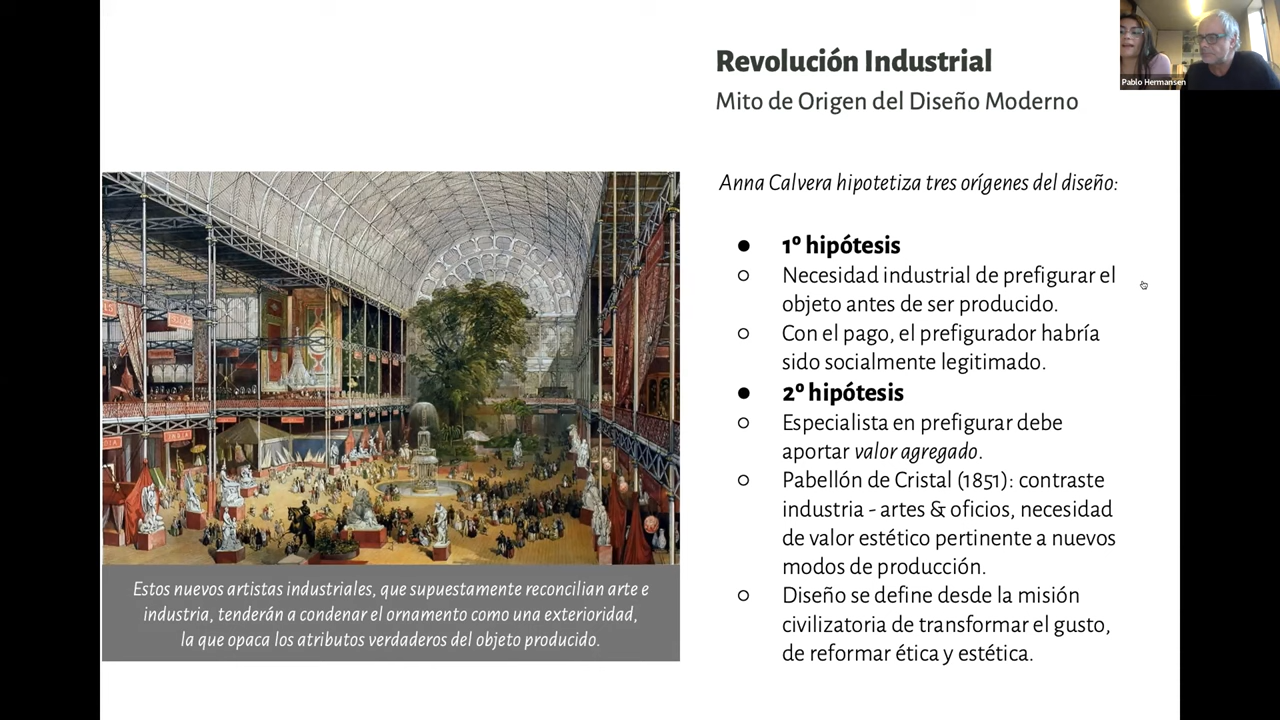 Revolución Industrial
Mito de Origen del Diseño Moderno
Pablo Hermansen
Anna Calvera hipotetiza tres orígenes del diseño:
● 1º hipótesis
○ Necesidad industrial de prefigurar el
objeto antes de ser producido.
○ Con el pago, el prefigurador habría
sido socialmente legitimado.
● 2º hipótesis
○ Especialista en prefigurar debe
aportar valor agregado.
○ Pabellón de Cristal (1851): contraste
industria - artes & oficios, necesidad
de valor estético pertinente a nuevos
modos de producción.
○ Diseño se define desde la misión
civilizatoria de transformar el gusto,
de reformar ética y estética.
INDIA
Estos nuevos artistas industriales, que supuestamente reconcilian arte e
industria, tenderán a condenar el ornamento como una exterioridad,
la que opaca los atributos verdaderos del objeto producido.